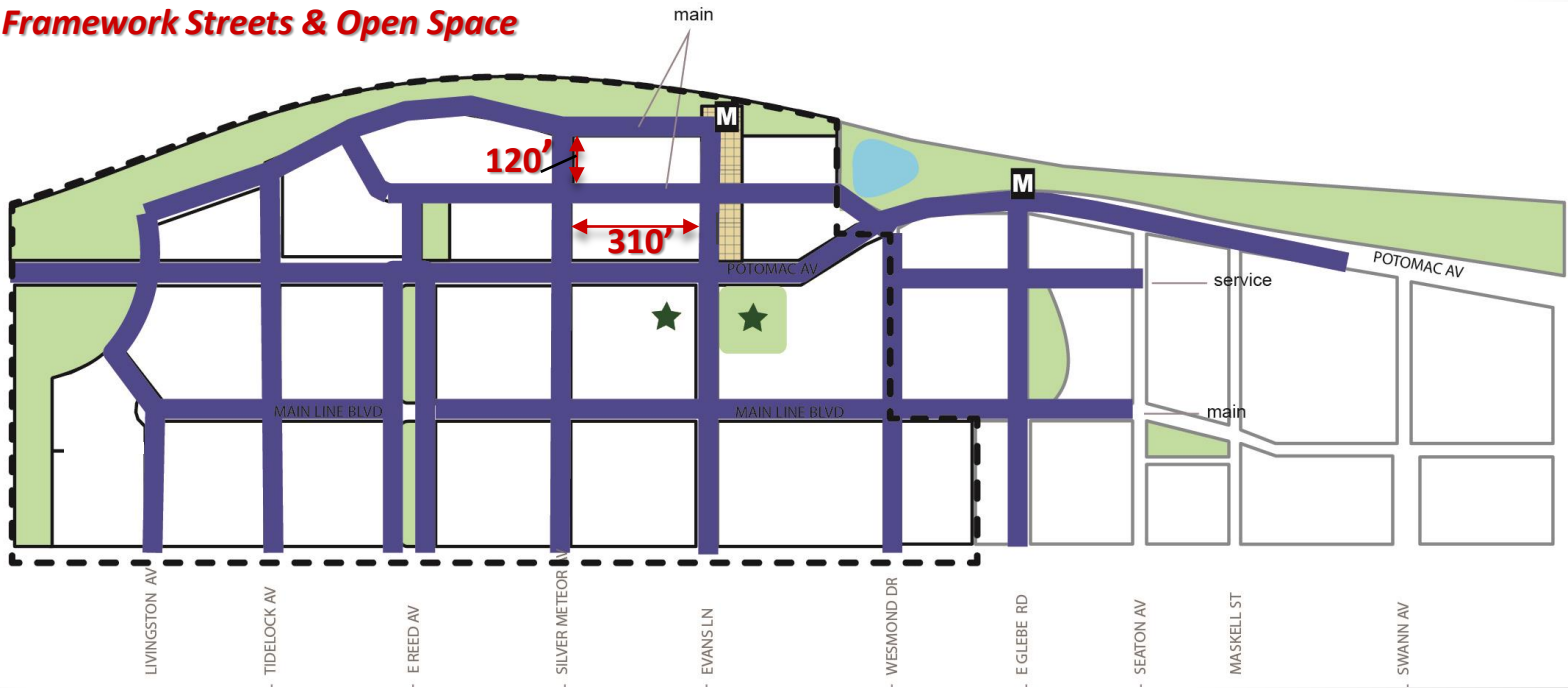 Framework Streets & Open Space
main
M
120'
M
310'
POTOMAC AV
POTOMAC AV
service
MAIN LINE BLVD
MAIN LINE BLVD
main
LIVINGSTON AV
TIDELOCK AV
E REED AV
SILVER METEOR AV
EVANS LN
WESMOND DR
E GLEBE RD
SEATON AV
MASKELL ST
SWANN AV